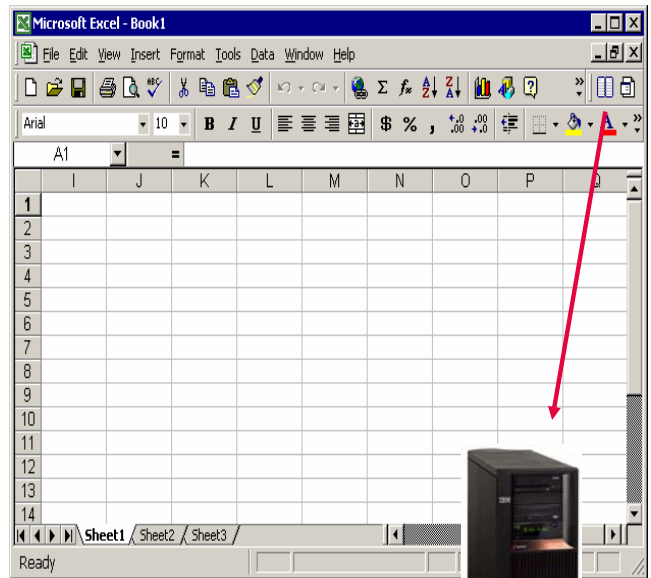 Microsoft Excel - Book1
File Edit View Insert Format Tools Data Window Help
Arial 10 B I U $ % ,
A1 =
I J K L M N O P Q
1
2
3
4
5
6
7
8
9
10
11
12
13
14
Sheet1 Sheet2 Sheet3
Ready
IBM